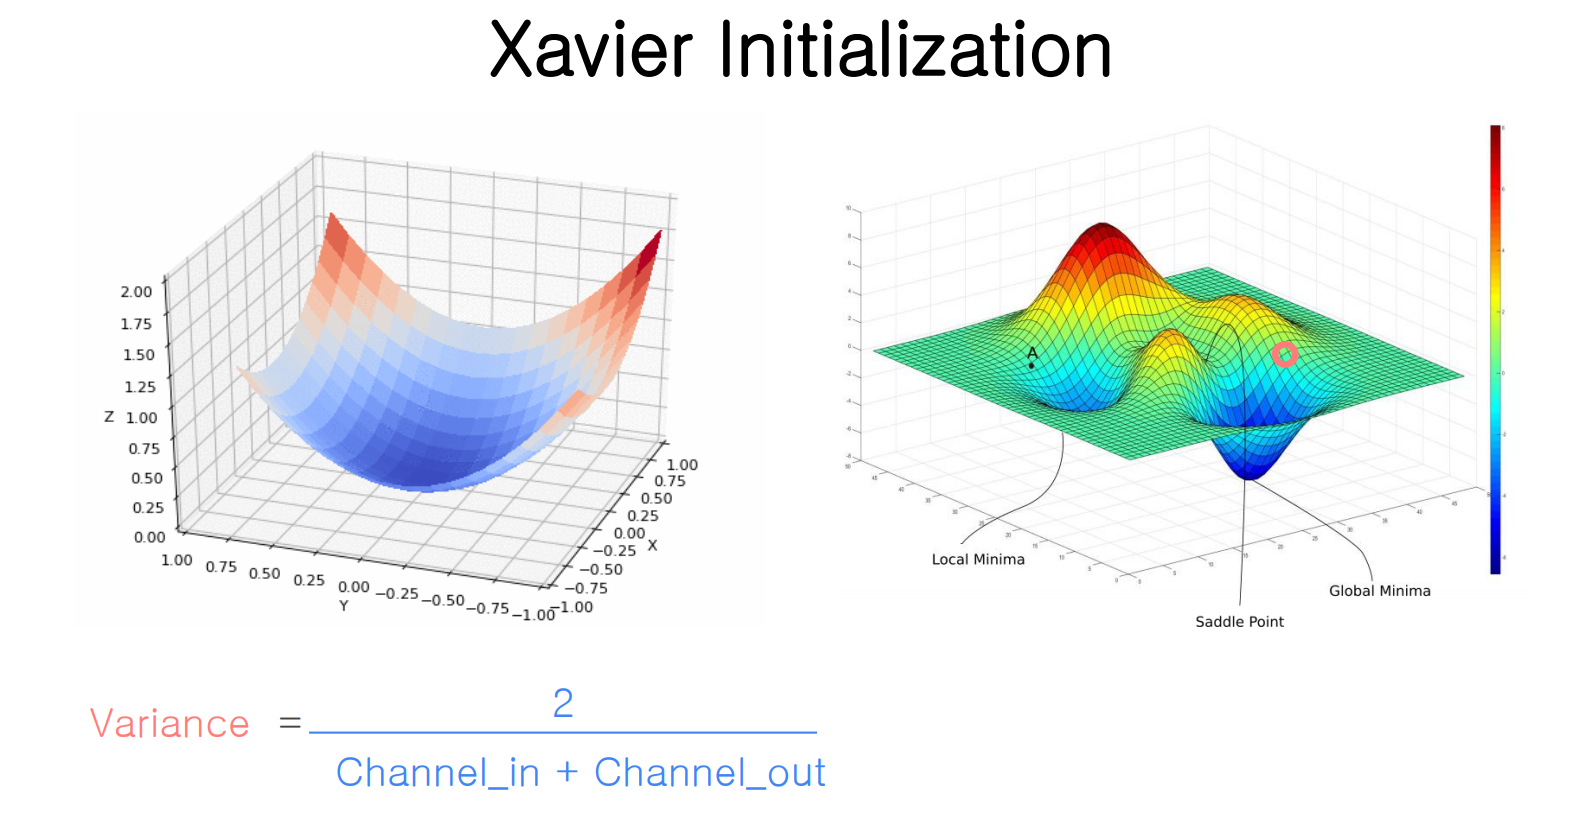 Xavier Initialization
2.00
1.75
1.50
1.25
Z 1.00
0.75
0.50
0.25
0.00
1.00 0.75 0.50 0.25 0.00 −0.25 −0.50 −0.75 −1.00
Y
1.00
0.75
0.50
0.25
0.00
−0.25
−0.50
−0.75
−1.00
X
A
Local Minima
Saddle Point
Global Minima
Variance = 2
Channel_in + Channel_out